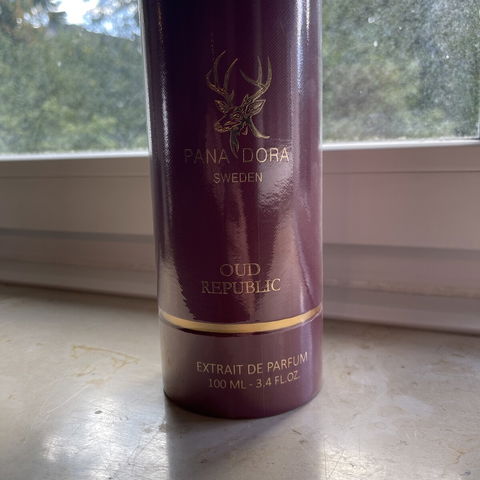 PANA DORA
SWEDEN
OUD
REPUBLIC
EXTRAIT DE PARFUM
100 ML - 3.4 FL.OZ.